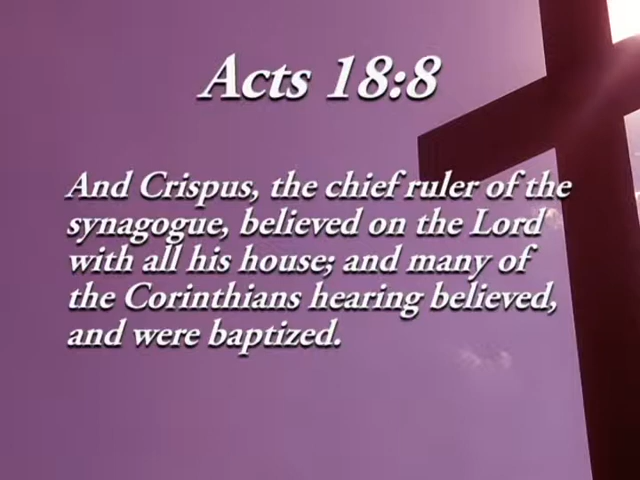 Acts 18:8
And Crispus, the chief ruler of the
synagogue, believed on the Lord
with all his house; and many of
the Corinthians hearing believed,
and were baptized.